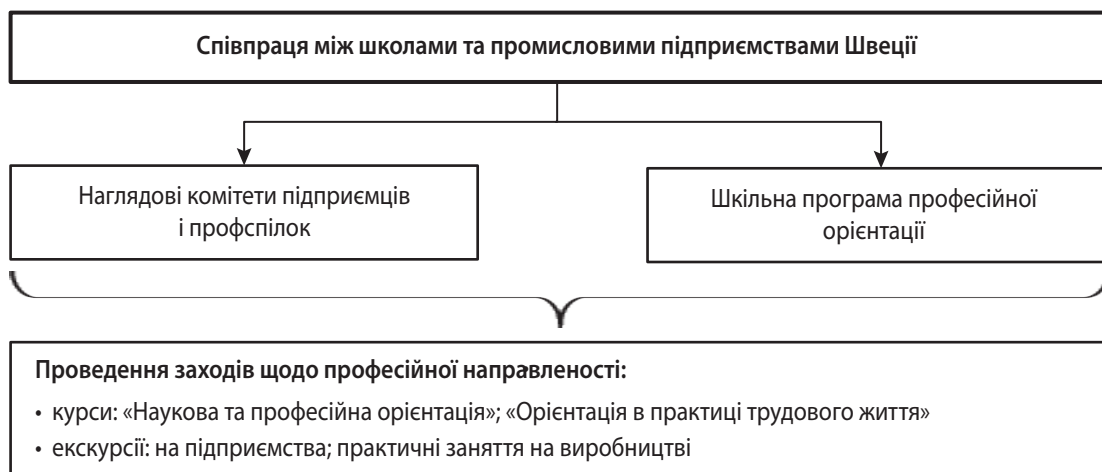 Співпраця між школами та промисловими підприємствами Швеції
Наглядові комітети підприємців
і профспілок
Шкільна програма професійної
орієнтації
Проведення заходів щодо професійної направленості:
• курси: «Наукова та професійна орієнтація»; «Орієнтація в практиці трудового життя»
• екскурсії: на підприємства; практичні заняття на виробництві